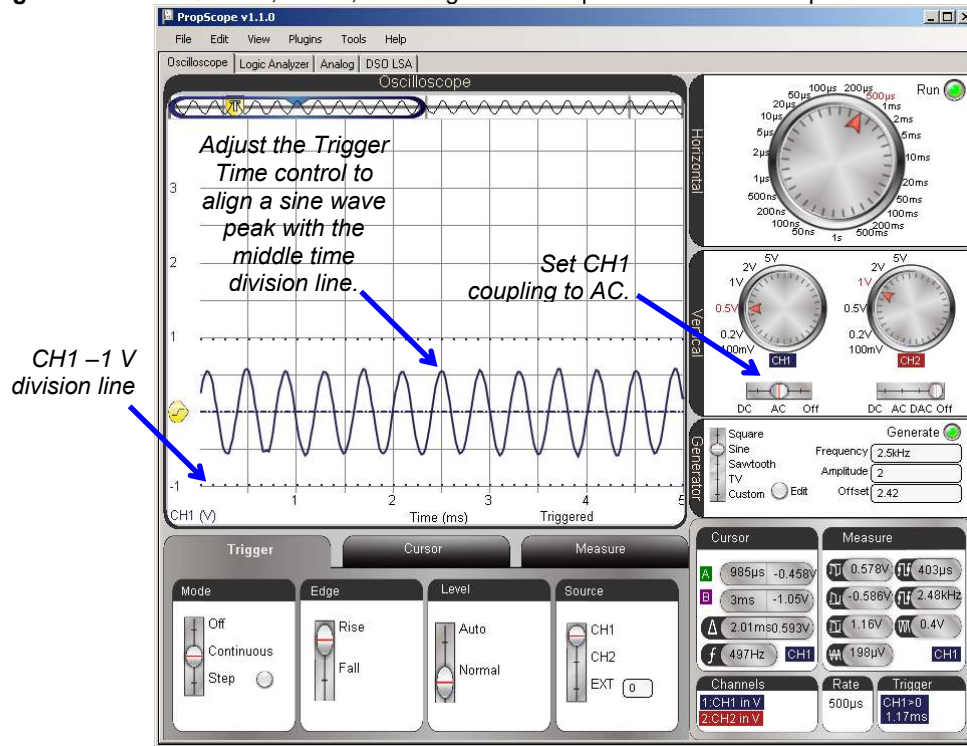 PropScope v1.1.0
File Edit View Plugins Tools Help
Oscilloscope Logic Analyzer Analog DSO LSA
Oscilloscope
Adjust the Trigger
Time control to
align a sine wave
peak with the
middle time
division line.
Set CH1
coupling to AC.
CH1 –1 V
division line
3
2
1
-1
CH1 (V)
1 2 3 4 5
Time (ms)
Triggered
Horizontal
Run
100µs 200µs
50µs 500µs
20µs 1ms
10µs 2ms
5µs 5ms
2µs 10ms
1µs 20ms
500ns 50ms
200ns 100ms
100ns 200ms
50ns 1s 500ms
Vertical
5V 5V
2V 2V
1V 1V
0.5V 0.5V
0.2V 0.2V
100mV 100mV
CH1 CH2
DC AC Off
DC AC DAC Off
Generator
Square
Sine
Sawtooth
TV
Custom Edit
Generate
Frequency 2.5kHz
Amplitude 2
Offset 2.42
Trigger Cursor Measure
Mode
Off
Continuous
Step
Edge
Rise
Fall
Level
Auto
Normal
Source
CH1
CH2
EXT 0
Cursor
A 985µs -0.458V
B 3ms -1.05V
Δ 2.01ms 0.593V
f 497Hz CH1
Measure
0.578V 403µs
-0.586V 2.48kHz
1.16V 0.4V
198µV CH1
Channels
1:CH1 in V
2:CH2 in V
Rate
500µs
Trigger
CH1>0
1.17ms